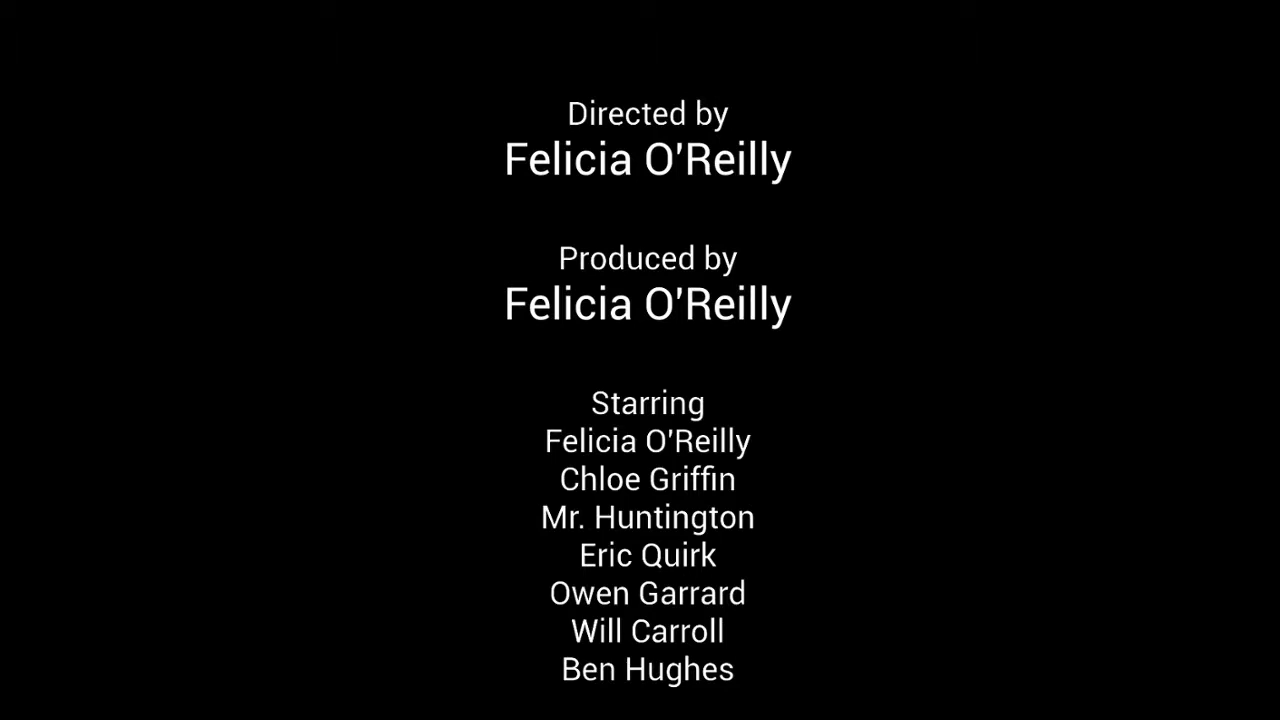 Directed by
Felicia O'Reilly
Produced by
Felicia O'Reilly
Starring
Felicia O'Reilly
Chloe Griffin
Mr. Huntington
Eric Quirk
Owen Garrard
Will Carroll
Ben Hughes